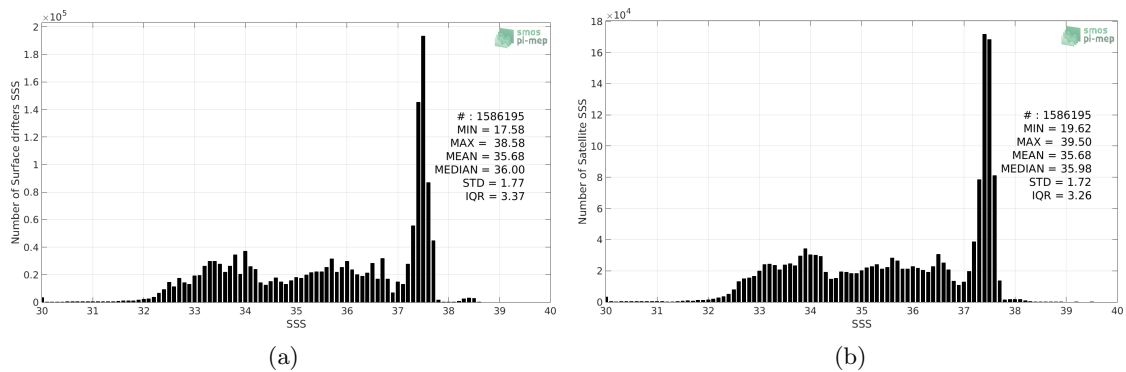 ×10^5
2
1.8
1.6
1.4
1.2
1
0.8
0.6
0.4
0.2
0
Number of Surface drifters SSS
30 31 32 33 34 35 36 37 38 39 40
SSS
smos
pi-mep
# : 1586195
MIN = 17.58
MAX = 38.58
MEAN = 35.68
MEDIAN = 36.00
STD = 1.77
IQR = 3.37
(a)
×10^4
18
16
14
12
10
8
6
4
2
0
Number of Satellite SSS
30 31 32 33 34 35 36 37 38 39 40
SSS
smos
pi-mep
# : 1586195
MIN = 19.62
MAX = 39.50
MEAN = 35.68
MEDIAN = 35.98
STD = 1.72
IQR = 3.26
(b)